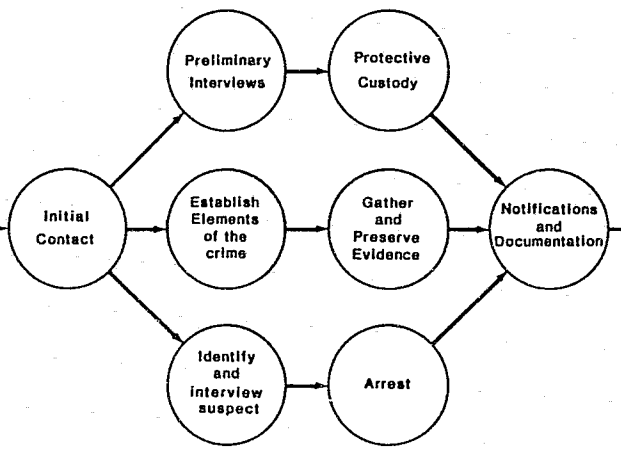 Preliminary
Interviews
Protective
Custody
Initial
Contact
Establish
Elements
of the
crime
Gather
and
Preserve
Evidence
Notifications
and
Documentation
Identify
and
interview
suspect
Arrest